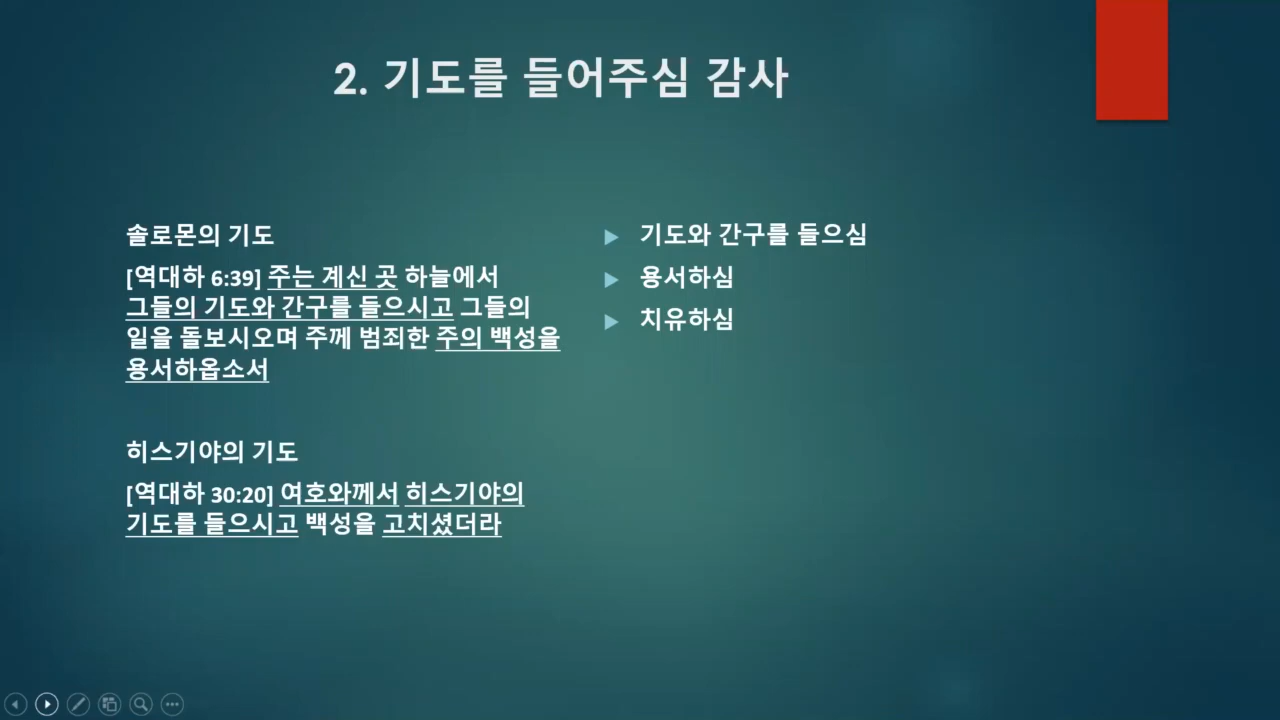 2. 기도를 들어주심 감사
솔로몬의 기도
[역대하 6:39] 주는 계신 곳 하늘에서
그들의 기도와 간구를 들으시고 그들의
일을 돌보시오며 주께 범죄한 주의 백성을
용서하옵소서
히스기야의 기도
[역대하 30:20] 여호와께서 히스기야의
기도를 들으시고 백성을 고치셨더라
기도와 간구를 들으심
용서하심
치유하심